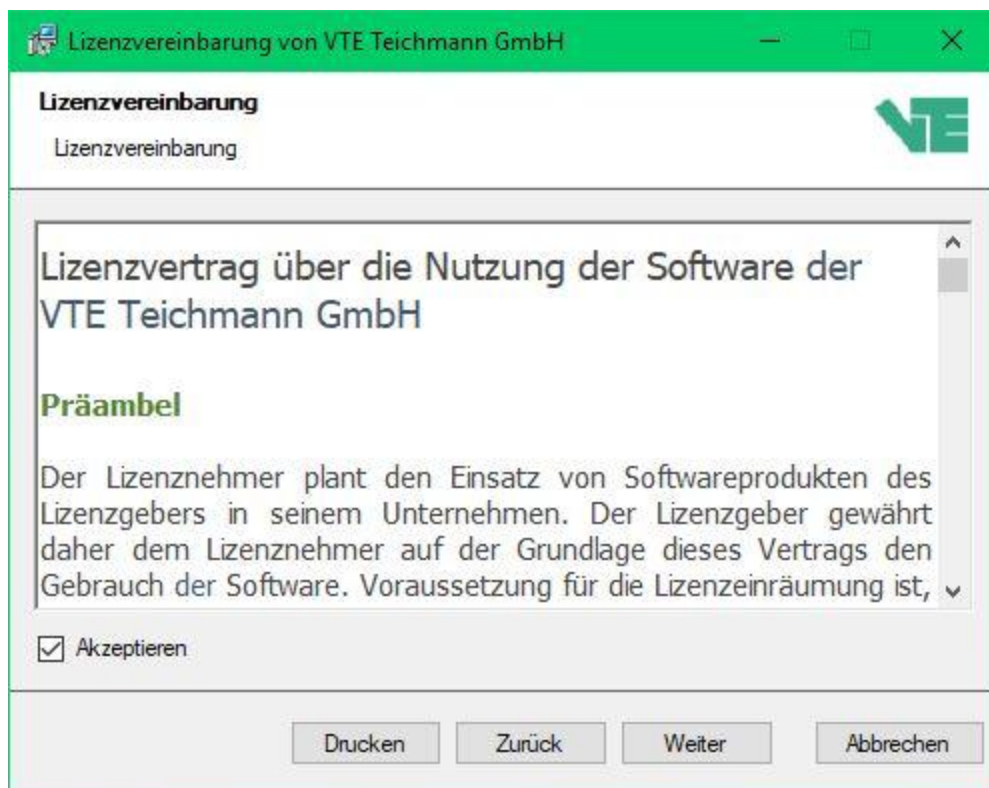 Lizenzvereinbarung von VTE Teichmann GmbH
Lizenzvereinbarung
Lizenzvereinbarung
VTE
Lizenzvertrag über die Nutzung der Software der
VTE Teichmann GmbH
Präambel
Der Lizenznehmer plant den Einsatz von Softwareprodukten des
Lizenzgebers in seinem Unternehmen. Der Lizenzgeber gewährt
daher dem Lizenznehmer auf der Grundlage dieses Vertrags den
Gebrauch der Software. Voraussetzung für die Lizenzeinräumung ist,
Akzeptieren
Drucken Zurück Weiter Abbrechen